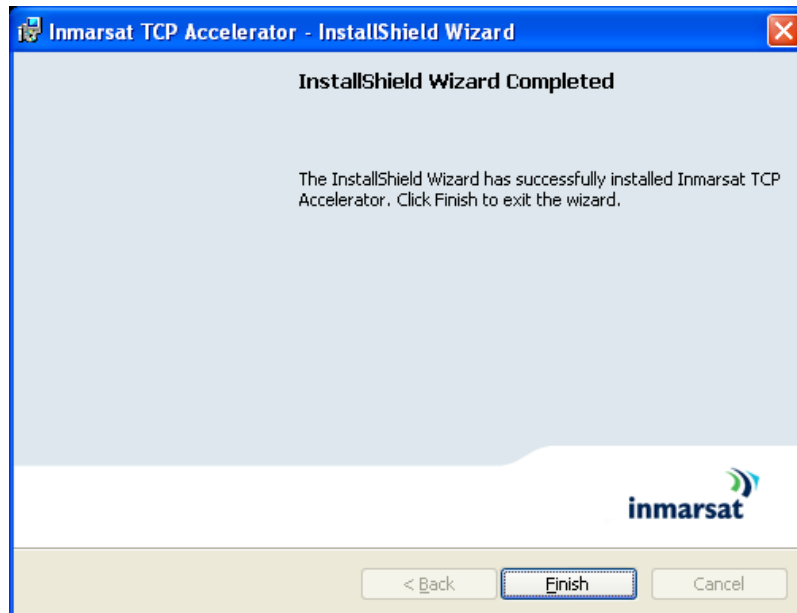 Inmarsat TCP Accelerator - InstallShield Wizard
InstallShield Wizard Completed
The InstallShield Wizard has successfully installed Inmarsat TCP
Accelerator. Click Finish to exit the wizard.
inmarsat
< Back Finish Cancel